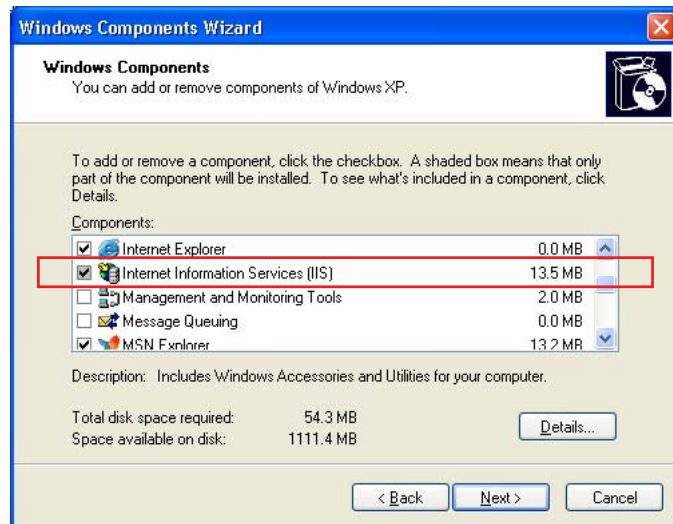 Windows Components Wizard
Windows Components
You can add or remove components of Windows XP.
To add or remove a component, click the checkbox. A shaded box means that only
part of the component will be installed. To see what's included in a component, click
Details.
Components:
Internet Explorer 0.0 MB
Internet Information Services (IIS) 13.5 MB
Management and Monitoring Tools 2.0 MB
Message Queuing 0.0 MB
MSN Explorer 13.2 MB
Description: Includes Windows Accessories and Utilities for your computer.
Total disk space required: 54.3 MB
Space available on disk: 1111.4 MB
Details...
< Back Next > Cancel